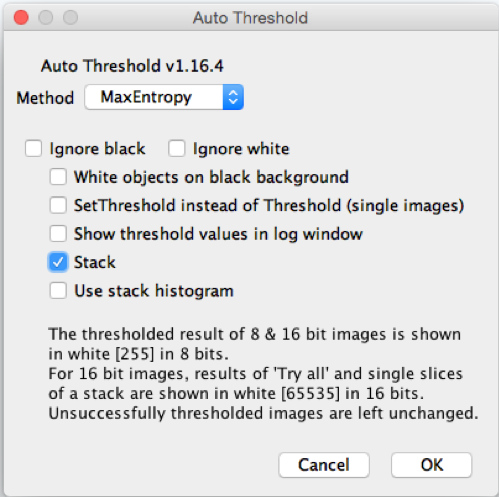 Auto Threshold
Auto Threshold v1.16.4
Method MaxEntropy
Ignore black Ignore white
White objects on black background
SetThreshold instead of Threshold (single images)
Show threshold values in log window
Stack
Use stack histogram
The thresholded result of 8 & 16 bit images is shown
in white [255] in 8 bits.
For 16 bit images, results of 'Try all' and single slices
of a stack are shown in white [65535] in 16 bits.
Unsuccessfully thresholded images are left unchanged.
Cancel OK